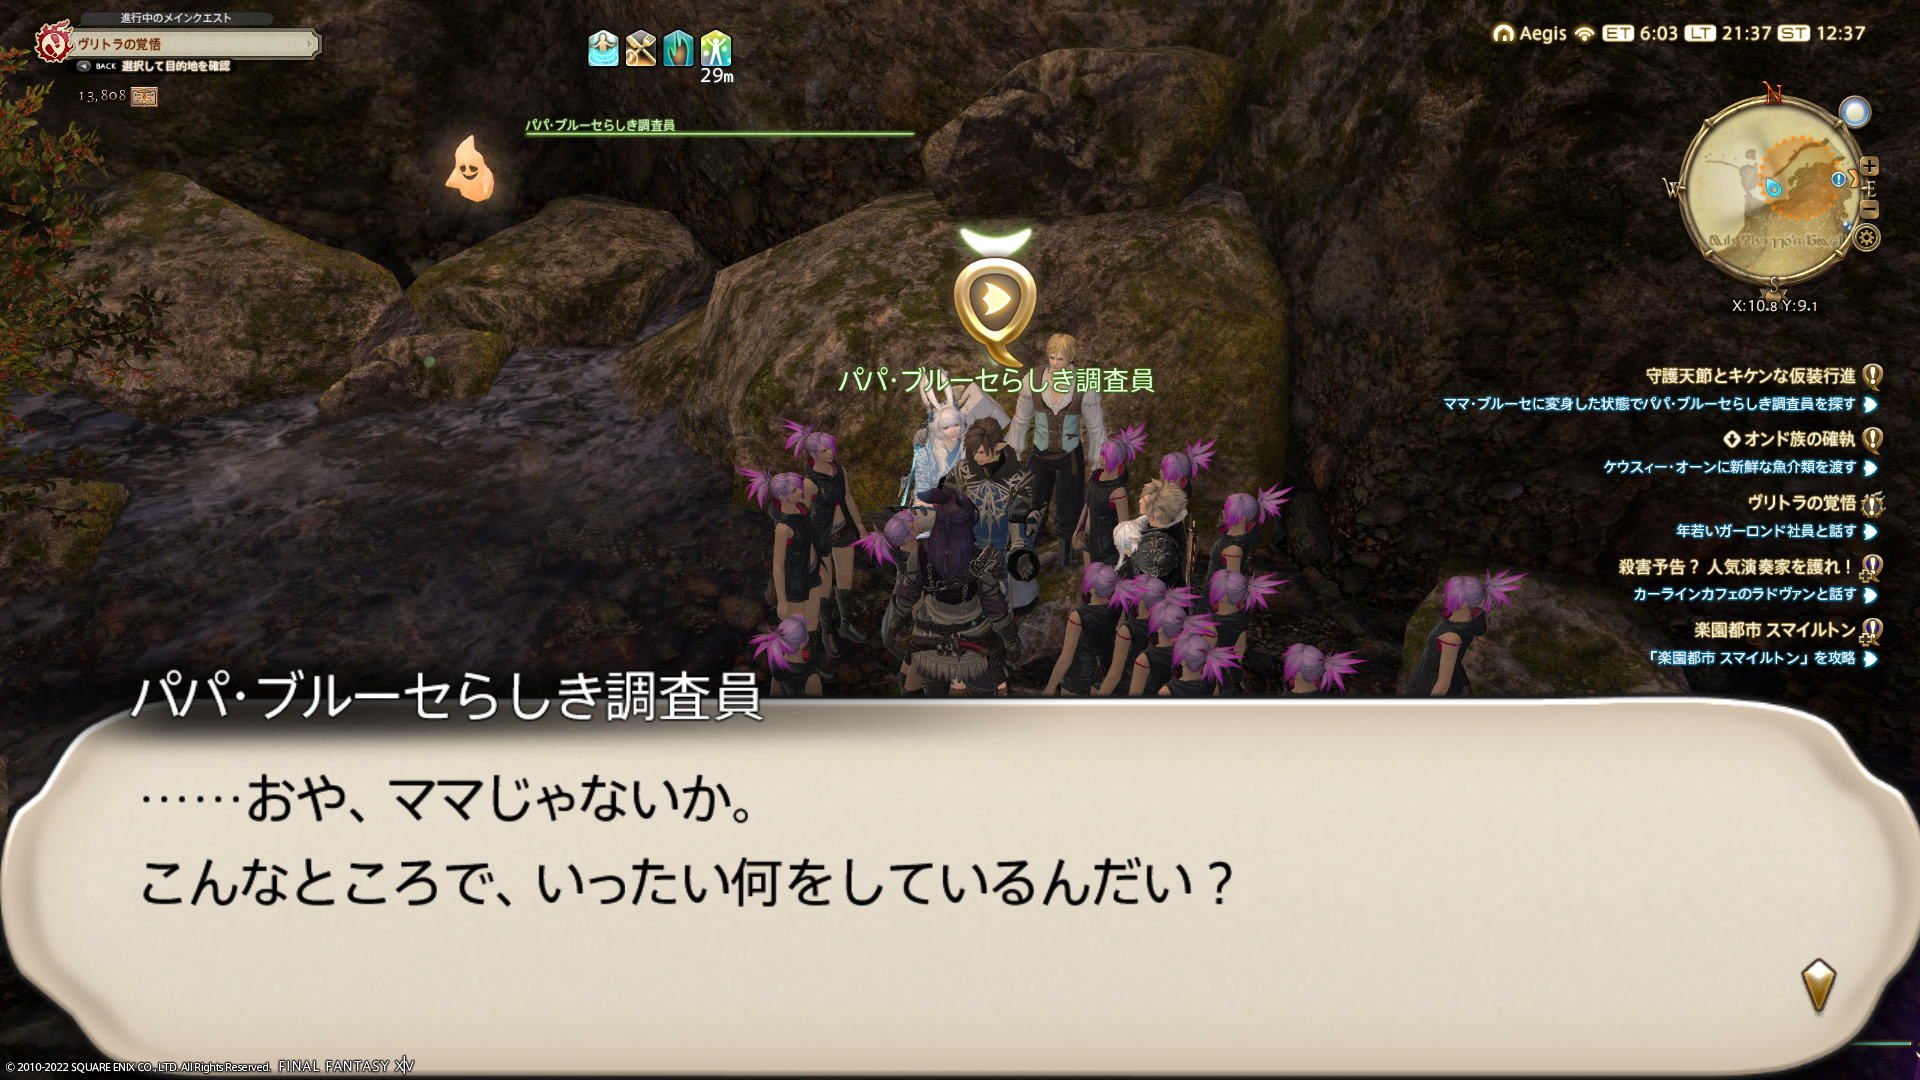 進行中のメインクエスト
ヴリトラの覚悟
BACK 選択して目的地を確認
13,808
29m
パパ・ブルーセらしき調査員
Aegis ET 6:03 LT 21:37 ST 12:37
N
W
E
S
X:10.8 Y:9.1
守護天節とキケンな仮装行進
ママ・ブルーセに変身した状態でパパ・ブルーセらしき調査員を探す
オンド族の確執
ケウスィー・オーンに新鮮な魚介類を渡す
ヴリトラの覚悟
年若いガーロンド社員と話す
殺害予告？ 人気演奏家を護れ！
カーラインカフェのラドヴァンと話す
楽園都市 スマイルトン
「楽園都市 スマイルトン」を攻略
パパ・ブルーセらしき調査員
パパ・ブルーセらしき調査員
……おや、ママじゃないか。
こんなところで、いったい何をしているんだい？
© 2010-2022 SQUARE ENIX CO., LTD. All Rights Reserved. FINAL FANTASY XIV